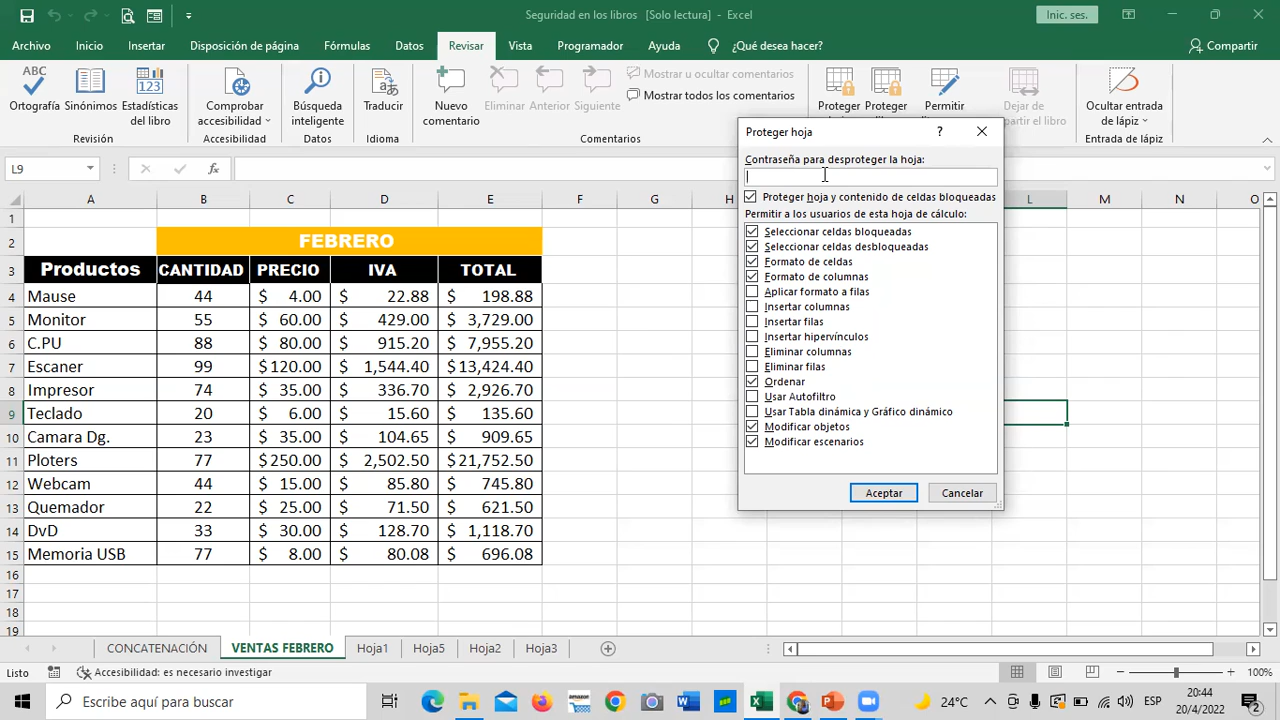 Seguridad en los libros [Solo lectura] - Excel
Inic. ses.
Archivo Inicio Insertar Disposición de página Fórmulas Datos Revisar Vista Programador Ayuda ¿Qué desea hacer? Compartir
ABC
Ortografía Sinónimos Estadísticas del libro
123
Revisión
Comprobar accesibilidad
Accesibilidad
Búsqueda inteligente
Datos
Traducir
Idioma
Nuevo comentario
Eliminar Anterior Siguiente
Mostrar u ocultar comentarios
Mostrar todos los comentarios
Comentarios
Proteger Proteger Permitir
Dejar de compartir
Ocultar entrada de lápiz
Entrada de lápiz
L9 fx
A B C D E F G H L M N O
1
2 FEBRERO
3 Productos CANTIDAD PRECIO IVA TOTAL
4 Mause 44 $ 4.00 $ 22.88 $ 198.88
5 Monitor 55 $ 60.00 $ 429.00 $ 3,729.00
6 C.PU 88 $ 80.00 $ 915.20 $ 7,955.20
7 Escaner 99 $120.00 $ 1,544.40 $13,424.40
8 Impresor 74 $ 35.00 $ 336.70 $ 2,926.70
9 Teclado 20 $ 6.00 $ 15.60 $ 135.60
10 Camara Dg. 23 $ 35.00 $ 104.65 $ 909.65
11 Ploters 77 $250.00 $ 2,502.50 $21,752.50
12 Webcam 44 $ 15.00 $ 85.80 $ 745.80
13 Quemador 22 $ 25.00 $ 71.50 $ 621.50
14 DvD 33 $ 30.00 $ 128.70 $ 1,118.70
15 Memoria USB 77 $ 8.00 $ 80.08 $ 696.08
16
17
18
19
Proteger hoja ?
Contraseña para desproteger la hoja:
Proteger hoja y contenido de celdas bloqueadas
Permitir a los usuarios de esta hoja de cálculo:
Seleccionar celdas bloqueadas
Seleccionar celdas desbloqueadas
Formato de celdas
Formato de columnas
Aplicar formato a filas
Insertar columnas
Insertar filas
Insertar hipervínculos
Eliminar columnas
Eliminar filas
Ordenar
Usar Autofiltro
Usar Tabla dinámica y Gráfico dinámico
Modificar objetos
Modificar escenarios
Aceptar Cancelar
CONCATENACIÓN VENTAS FEBRERO Hoja1 Hoja5 Hoja2 Hoja3
Listo Accesibilidad: es necesario investigar 100%
Escribe aquí para buscar
24°C
ESP
20:44
20/4/2022
2